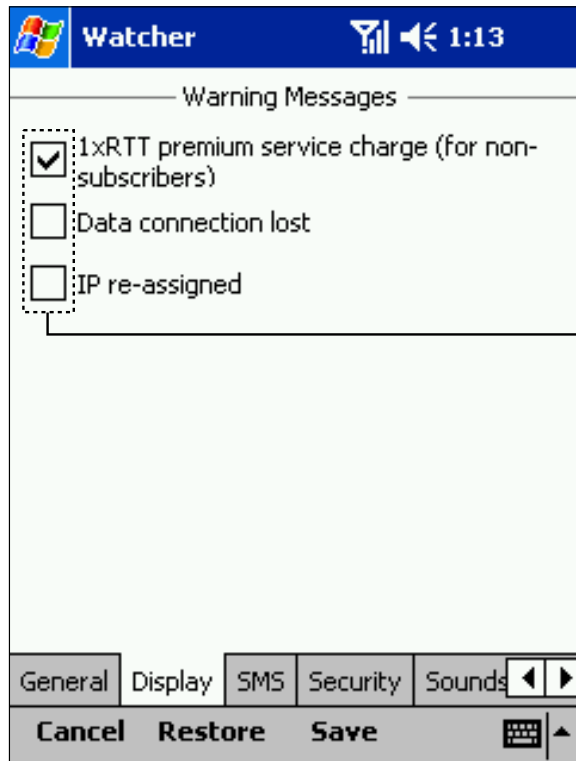 Watcher 1:13
Warning Messages
1xRTT premium service charge (for non-
subscribers)
Data connection lost
IP re-assigned
General Display SMS Security Sounds
Cancel Restore Save